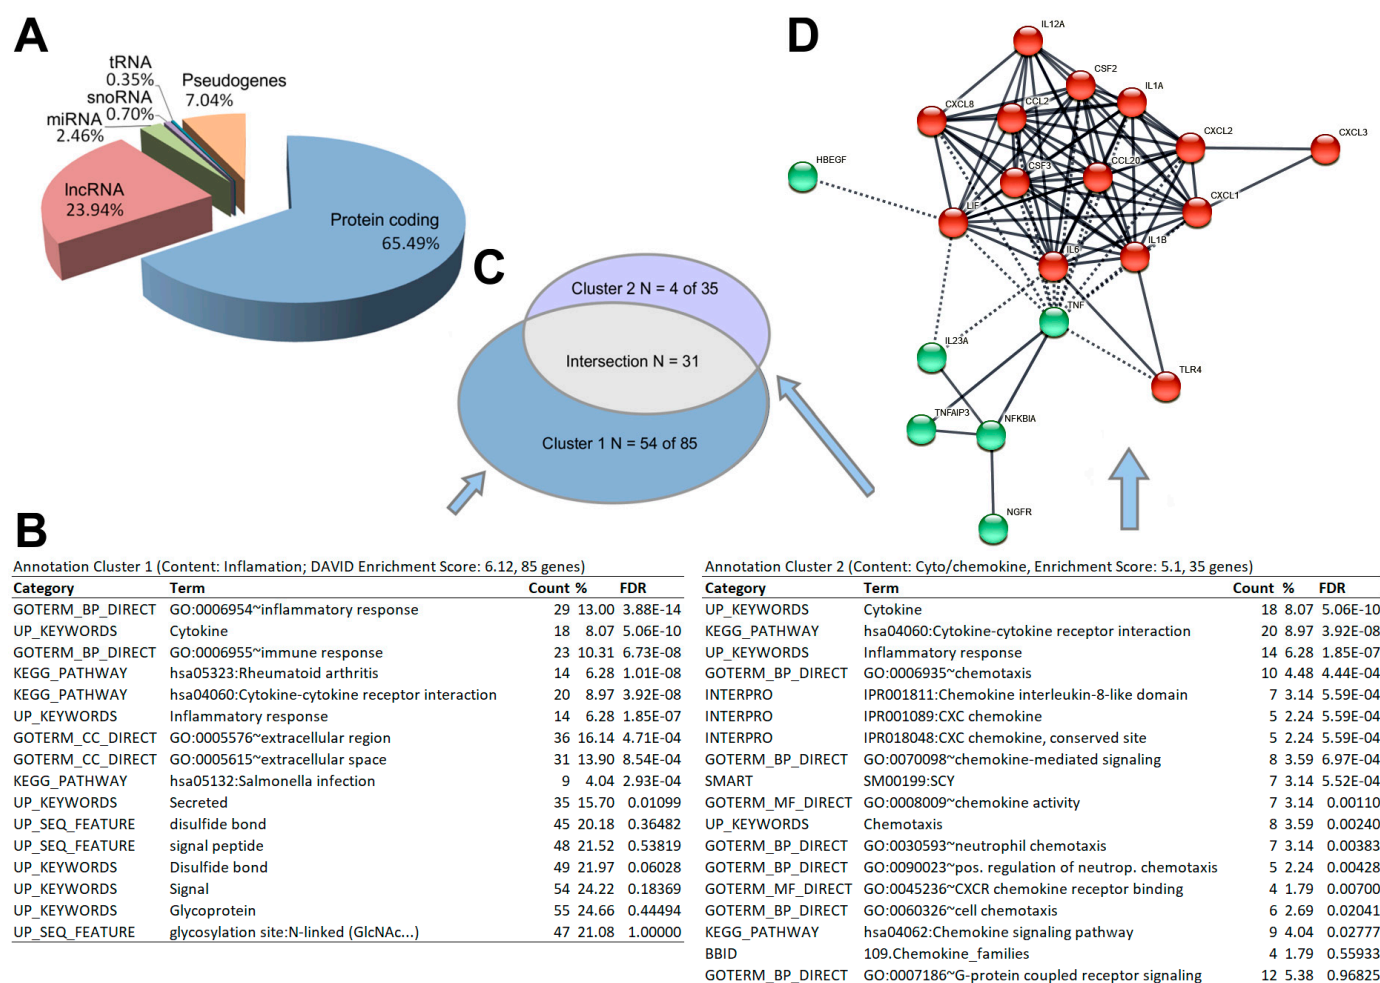 A
tRNA
0.35%
snoRNA
0.70%
miRNA
2.46%
Pseudogenes
7.04%
lncRNA
23.94%
Protein coding
65.49%
C
Cluster 2 N = 4 of 35
Intersection N = 31
Cluster 1 N = 54 of 85
D
IL12A
CSF2
IL1A
CXCL8
CCL2
CXCL2
CXCL3
HBEGF
CSF3
CCL20
CXCL1
LIF
IL6
IL1B
TNF
IL23A
TLR4
TNFAIP3
NFKBIA
NGFR
B
Annotation Cluster 1 (Content: Inflamation; DAVID Enrichment Score: 6.12, 85 genes)
Category Term Count % FDR
GOTERM_BP_DIRECT GO:0006954~inflammatory response 29 13.00 3.88E-14
UP_KEYWORDS Cytokine 18 8.07 5.06E-10
GOTERM_BP_DIRECT GO:0006955~immune response 23 10.31 6.73E-08
KEGG_PATHWAY hsa05323:Rheumatoid arthritis 14 6.28 1.01E-08
KEGG_PATHWAY hsa04060:Cytokine-cytokine receptor interaction 20 8.97 3.92E-08
UP_KEYWORDS Inflammatory response 14 6.28 1.85E-07
GOTERM_CC_DIRECT GO:0005576~extracellular region 36 16.14 4.71E-04
GOTERM_CC_DIRECT GO:0005615~extracellular space 31 13.90 8.54E-04
KEGG_PATHWAY hsa05132:Salmonella infection 9 4.04 2.93E-04
UP_KEYWORDS Secreted 35 15.70 0.01099
UP_SEQ_FEATURE disulfide bond 45 20.18 0.36482
UP_SEQ_FEATURE signal peptide 48 21.52 0.53819
UP_KEYWORDS Disulfide bond 49 21.97 0.06028
UP_KEYWORDS Signal 54 24.22 0.18369
UP_KEYWORDS Glycoprotein 55 24.66 0.44494
UP_SEQ_FEATURE glycosylation site:N-linked (GlcNAc...) 47 21.08 1.00000
Annotation Cluster 2 (Content: Cyto/chemokine, Enrichment Score: 5.1, 35 genes)
Category Term Count % FDR
UP_KEYWORDS Cytokine 18 8.07 5.06E-10
KEGG_PATHWAY hsa04060:Cytokine-cytokine receptor interaction 20 8.97 3.92E-08
UP_KEYWORDS Inflammatory response 14 6.28 1.85E-07
GOTERM_BP_DIRECT GO:0006935~chemotaxis 10 4.48 4.44E-04
INTERPRO IPR001811:Chemokine interleukin-8-like domain 7 3.14 5.59E-04
INTERPRO IPR001089:CXC chemokine 5 2.24 5.59E-04
INTERPRO IPR018048:CXC chemokine, conserved site 5 2.24 5.59E-04
GOTERM_BP_DIRECT GO:0070098~chemokine-mediated signaling 8 3.59 6.97E-04
SMART SM00199:SCY 7 3.14 5.52E-04
GOTERM_MF_DIRECT GO:0008009~chemokine activity 7 3.14 0.00110
UP_KEYWORDS Chemotaxis 8 3.59 0.00240
GOTERM_BP_DIRECT GO:0030593~neutrophil chemotaxis 7 3.14 0.00383
GOTERM_BP_DIRECT GO:0090023~pos. regulation of neutrop. chemotaxis 5 2.24 0.00428
GOTERM_MF_DIRECT GO:0045236~CXCR chemokine receptor binding 4 1.79 0.00700
GOTERM_BP_DIRECT GO:0060326~cell chemotaxis 6 2.69 0.02041
KEGG_PATHWAY hsa04062:Chemokine signaling pathway 9 4.04 0.02777
BBID 109.Chemokine_families 4 1.79 0.55933
GOTERM_BP_DIRECT GO:0007186~G-protein coupled receptor signaling 12 5.38 0.96825